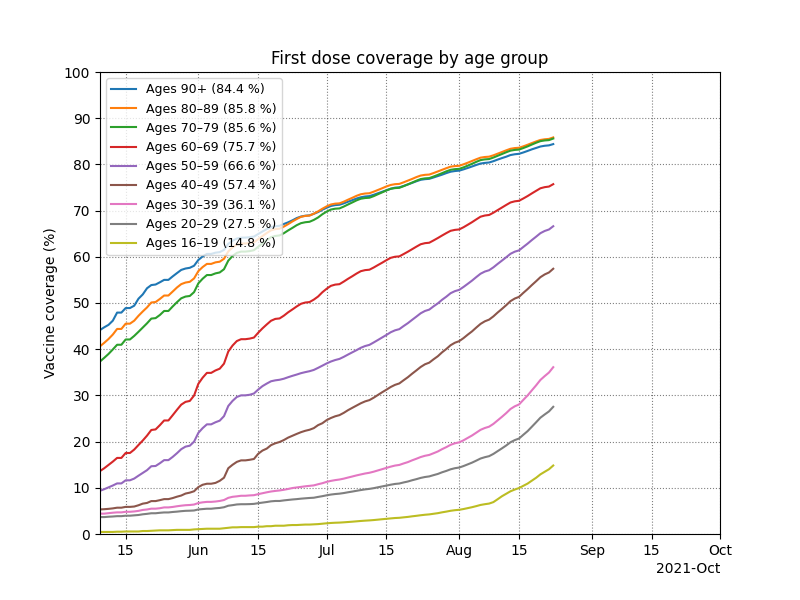 First dose coverage by age group
Vaccine coverage (%)
100
90
80
70
60
50
40
30
20
10
0
Ages 90+ (84.4 %)
Ages 80–89 (85.8 %)
Ages 70–79 (85.6 %)
Ages 60–69 (75.7 %)
Ages 50–59 (66.6 %)
Ages 40–49 (57.4 %)
Ages 30–39 (36.1 %)
Ages 20–29 (27.5 %)
Ages 16–19 (14.8 %)
15 Jun 15 Jul 15 Aug 15 Sep 15 Oct
2021-Oct